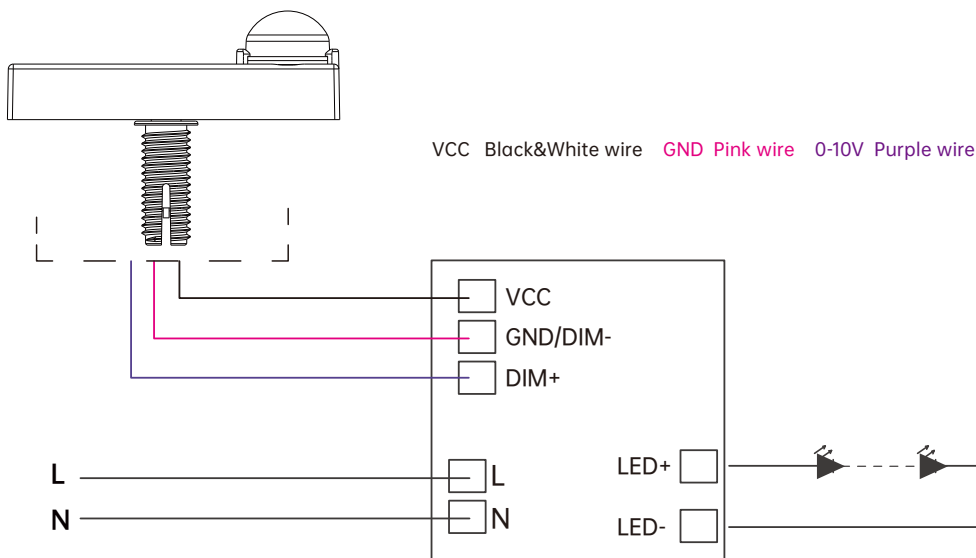 VCC Black&White wire GND Pink wire 0-10V Purple wire
VCC
GND/DIM-
DIM+
L L
N N
LED+
LED-